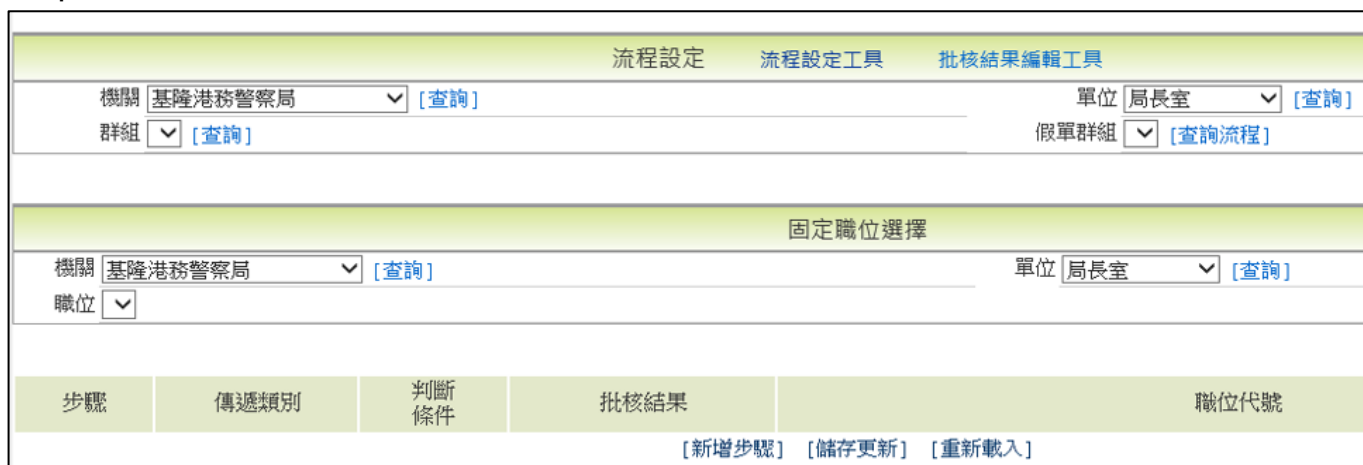 流程設定 流程設定工具 批核結果編輯工具
機關 基隆港務警察局 [查詢] 單位 局長室 [查詢]
群組 [查詢] 假單群組 [查詢流程]
固定職位選擇
機關 基隆港務警察局 [查詢] 單位 局長室 [查詢]
職位
步驟 傳遞類別 判斷條件 批核結果 職位代號
[新增步驟] [儲存更新] [重新載入]